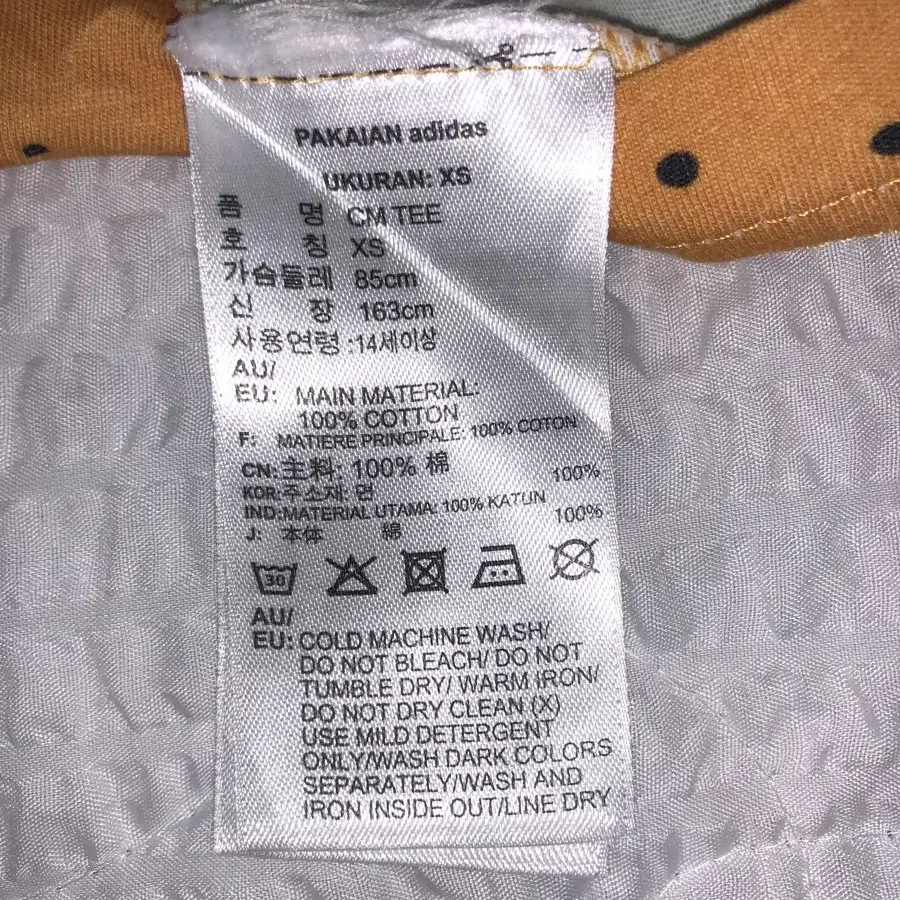 PAKAIAN adidas
UKURAN: XS
품 명 CM TEE
호 칭 XS
가슴둘레 85cm
신 장 163cm
사용연령 :14세이상
AU/
EU: MAIN MATERIAL:
100% COTTON
F: MATIERE PRINCIPALE: 100% COTON
CN:主料: 100% 棉
KOR:주소재: 면 100%
IND:MATERIAL UTAMA: 100% KATUN
J: 本体 綿 100%
30
AU/
EU: COLD MACHINE WASH/
DO NOT BLEACH/ DO NOT
TUMBLE DRY/ WARM IRON/
DO NOT DRY CLEAN (X)
USE MILD DETERGENT
ONLY/WASH DARK COLORS
SEPARATELY/WASH AND
IRON INSIDE OUT/LINE DRY